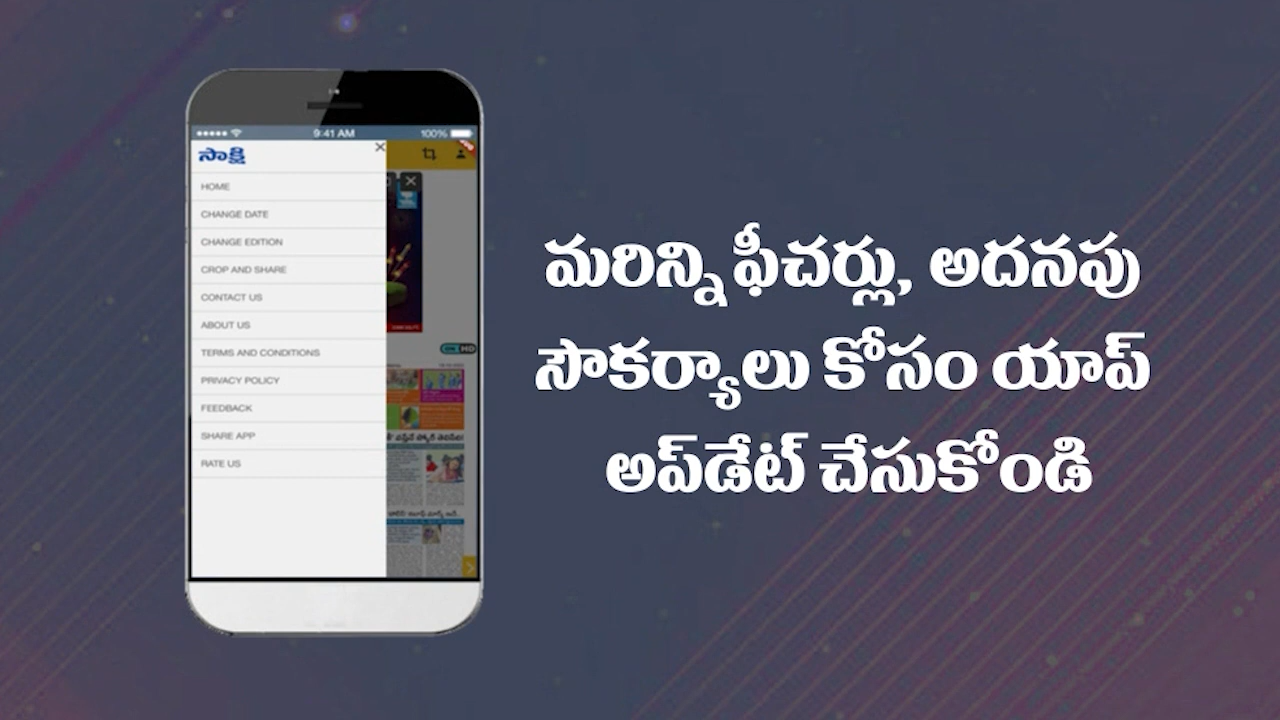 9:41 AM
100%
సాక్షి
HOME
CHANGE DATE
CHANGE EDITION
CROP AND SHARE
CONTACT US
ABOUT US
TERMS AND CONDITIONS
PRIVACY POLICY
FEEDBACK
SHARE APP
RATE US
HD
మరిన్ని ఫీచర్లు, అదనపు
సౌకర్యాలు కోసం యాప్
అప్‌డేట్ చేసుకోండి